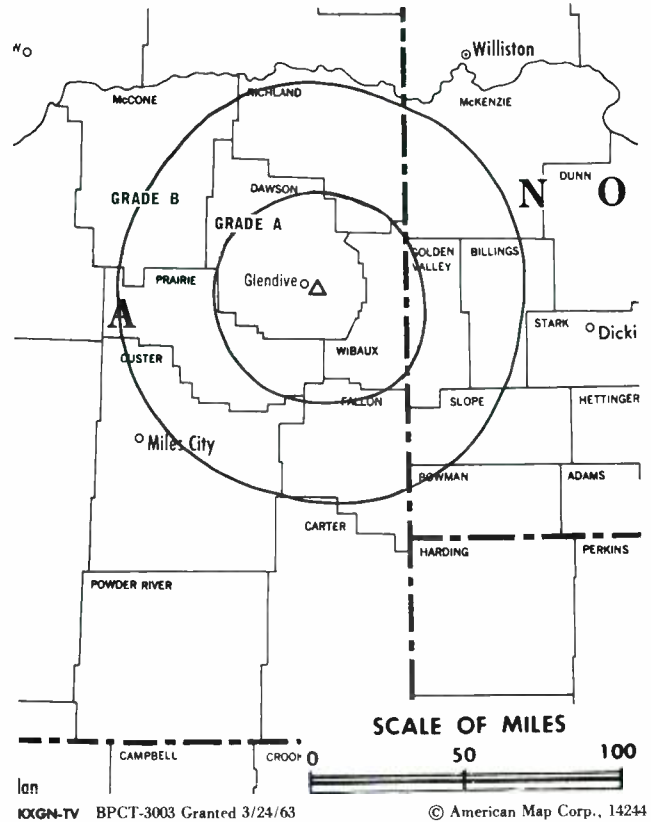 Williston
McCONE
RICHLAND
McKENZIE
DUNN
N O
DAWSON
GRADE B
GRADE A
GOLDEN VALLEY
BILLINGS
PRAIRIE
Glendive
A
STARK
Dicki
CUSTER
WIBAUX
FALLON
SLOPE
HETTINGER
Miles City
BOWMAN
ADAMS
CARTER
HARDING
PERKINS
POWDER RIVER
SCALE OF MILES
0 50 100
CAMPBELL
CROOK
lan
KXGN-TV BPCT-3003 Granted 3/24/63
© American Map Corp., 14244